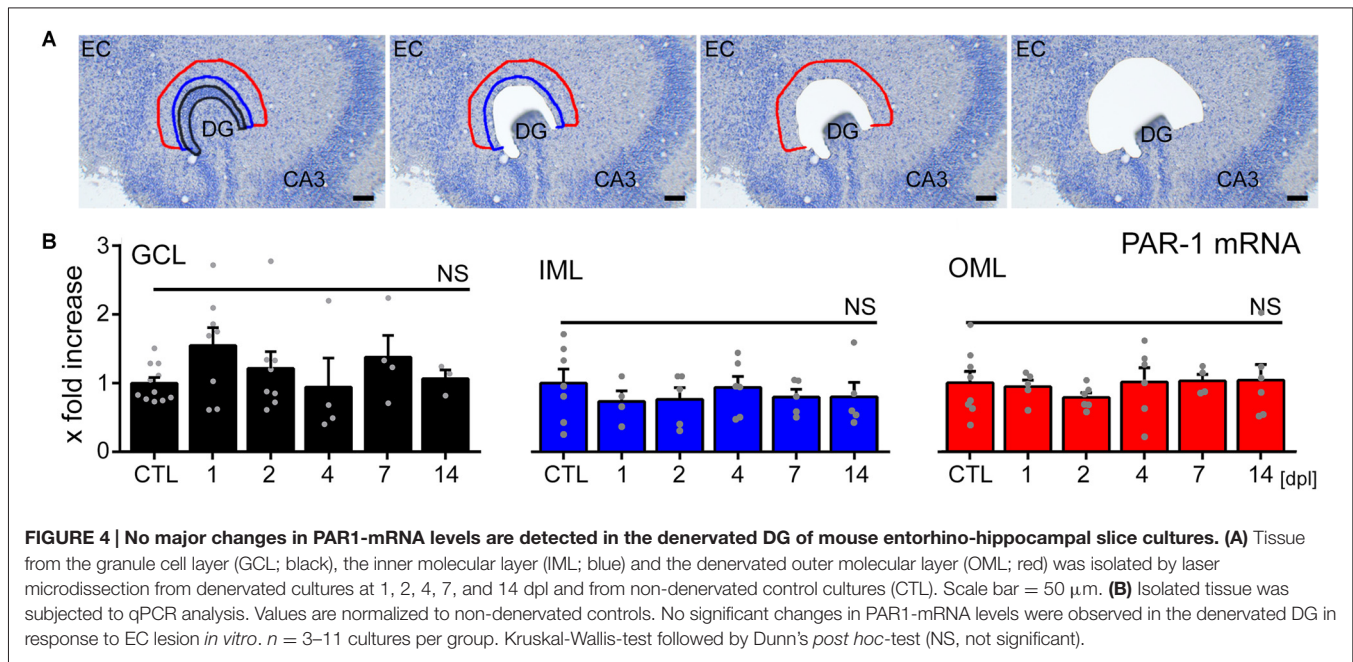 A
EC EC EC EC
DG DG DG DG
CA3 CA3 CA3 CA3
B
PAR-1 mRNA
x fold increase
3
2
1
0
GCL
NS
CTL 1 2 4 7 14
IML
NS
CTL 1 2 4 7 14
OML
NS
CTL 1 2 4 7 14 [dpl]
FIGURE 4 | No major changes in PAR1-mRNA levels are detected in the denervated DG of mouse entorhino-hippocampal slice cultures. (A) Tissue
from the granule cell layer (GCL; black), the inner molecular layer (IML; blue) and the denervated outer molecular layer (OML; red) was isolated by laser
microdissection from denervated cultures at 1, 2, 4, 7, and 14 dpl and from non-denervated control cultures (CTL). Scale bar = 50 μm. (B) Isolated tissue was
subjected to qPCR analysis. Values are normalized to non-denervated controls. No significant changes in PAR1-mRNA levels were observed in the denervated DG in
response to EC lesion in vitro. n = 3–11 cultures per group. Kruskal-Wallis-test followed by Dunn's post hoc-test (NS, not significant).